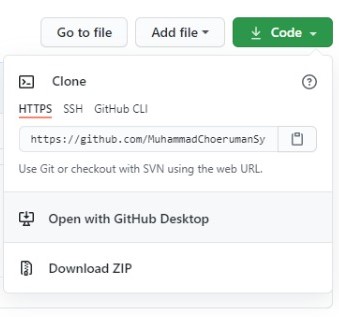 Go to file Add file Code
Clone
HTTPS SSH GitHub CLI
https://github.com/MuhammadChoerumanSy
Use Git or checkout with SVN using the web URL.
Open with GitHub Desktop
Download ZIP